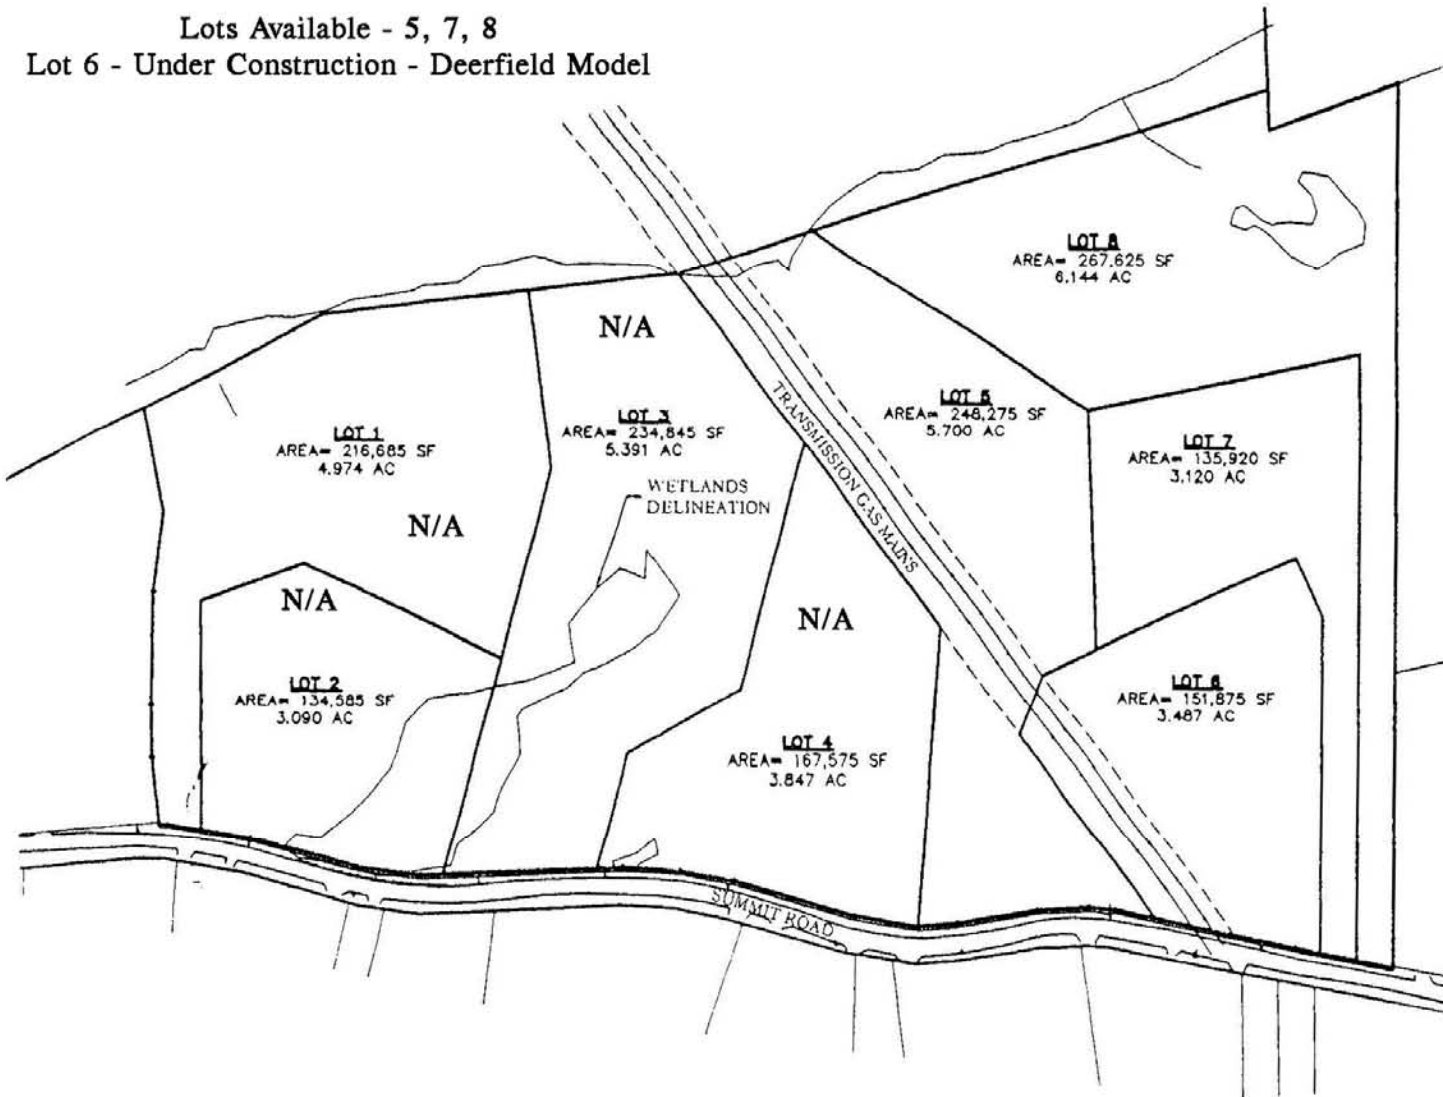 Lots Available - 5, 7, 8
Lot 6 - Under Construction - Deerfield Model
LOT 8
AREA= 267,625 SF
6.144 AC
N/A
LOT 5
AREA= 248,275 SF
5.700 AC
LOT 3
AREA= 234,845 SF
5.391 AC
LOT 1
AREA= 216,685 SF
4.974 AC
LOT 7
AREA= 135,920 SF
3.120 AC
TRANSMISSION GAS MAINS
WETLANDS
DELINEATION
N/A
N/A
N/A
LOT 2
AREA= 134,585 SF
3.090 AC
LOT 6
AREA= 151,875 SF
3.487 AC
LOT 4
AREA= 167,575 SF
3.847 AC
SUMMIT ROAD